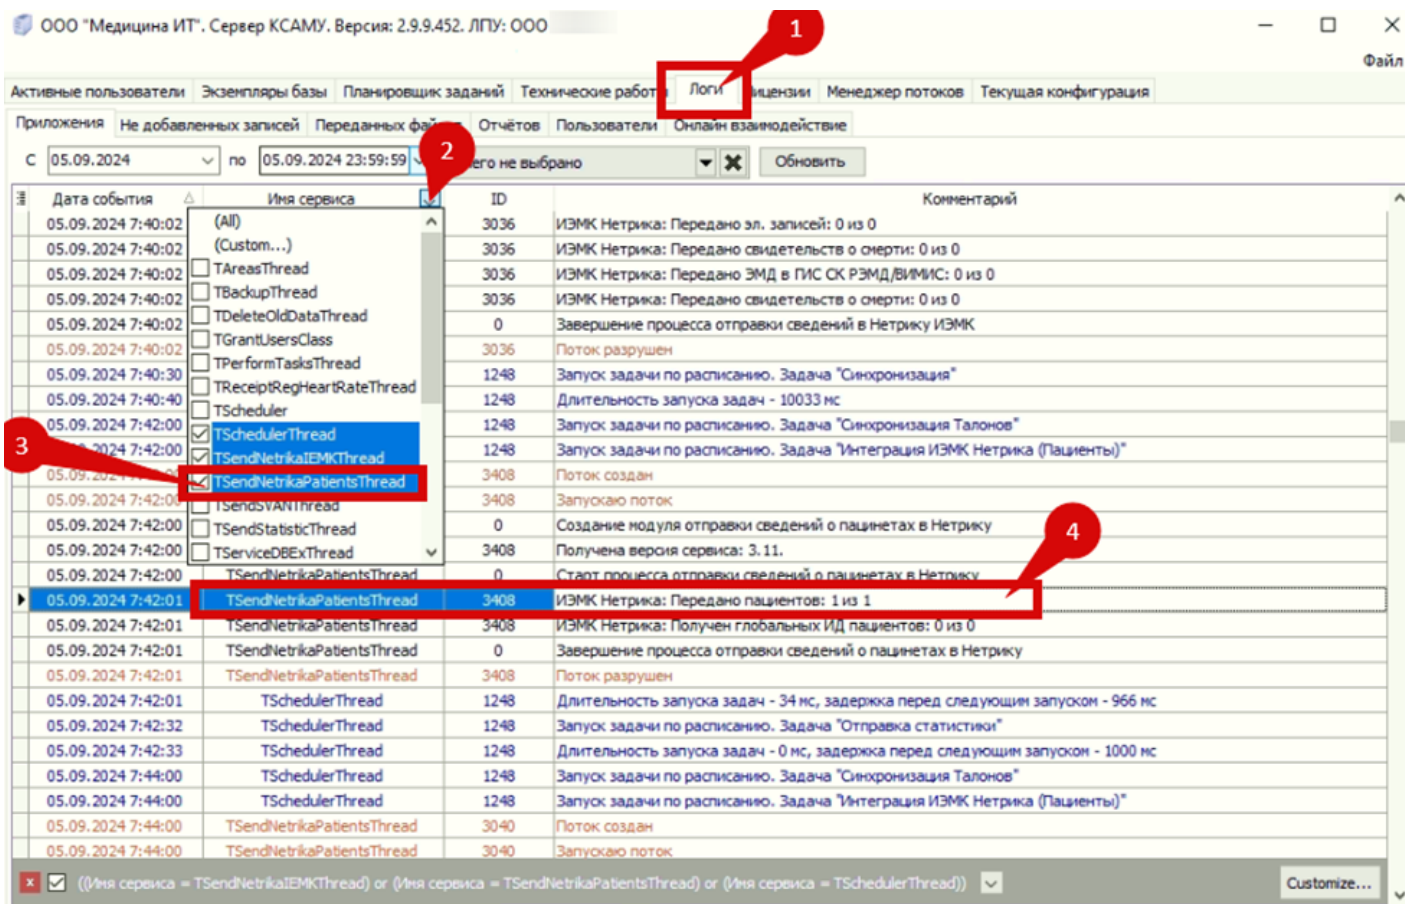 ООО "Медицина ИТ". Сервер КСАМУ. Версия: 2.9.9.452. ЛПУ: ООО
1
Файл
Активные пользователи Экземпляры базы Планировщик заданий Технические работы Логи Лицензии Менеджер потоков Текущая конфигурация
Приложения Не добавленных записей Переданных файлов Отчётов Пользователи Онлайн взаимодействие
С 05.09.2024 по 05.09.2024 23:59:59 2 его не выбрано Обновить
Дата события Имя сервиса ID Комментарий
05.09.2024 7:40:02 (All) 3036 ИЭМК Нетрика: Передано эл. записей: 0 из 0
05.09.2024 7:40:02 (Custom...) 3036 ИЭМК Нетрика: Передано свидетельств о смерти: 0 из 0
05.09.2024 7:40:02 TAreasThread 3036 ИЭМК Нетрика: Передано ЭМД в ГИС СК РЭМД/ВИМИС: 0 из 0
05.09.2024 7:40:02 TBackupThread 3036 ИЭМК Нетрика: Передано свидетельств о смерти: 0 из 0
05.09.2024 7:40:02 TDeleteOldDataThread 0 Завершение процесса отправки сведений в Нетрику ИЭМК
05.09.2024 7:40:02 TGrantUsersClass 3036 Поток разрушен
05.09.2024 7:40:30 TPerformTasksThread 1248 Запуск задачи по расписанию. Задача "Синхронизация"
05.09.2024 7:40:40 TReceiptRegHeartRateThread 1248 Длительность запуска задач - 10033 мс
TScheduler
05.09.2024 7:42:00 TSchedulerThread 1248 Запуск задачи по расписанию. Задача "Синхронизация Талонов"
3 7:42:00 TSendNetrikaIEMKThread 1248 Запуск задачи по расписанию. Задача "Интеграция ИЭМК Нетрика (Пациенты)"
05.09.2024 TSendNetrikaPatientsThread 3408 Поток создан
05.09.2024 7:42:00 TSendSVANThread 3408 Запускаю поток
05.09.2024 7:42:00 TSendStatisticThread 0 Создание модуля отправки сведений о пацинетах в Нетрику 4
05.09.2024 7:42:00 TServiceDBExThread 3408 Получена версия сервиса: 3.11.
05.09.2024 7:42:00 TSendNetrikaPatientsThread 0 Старт процесса отправки сведений о пацинетах в Нетрику
05.09.2024 7:42:01 TSendNetrikaPatientsThread 3408 ИЭМК Нетрика: Передано пациентов: 1 из 1
05.09.2024 7:42:01 TSendNetrikaPatientsThread 3408 ИЭМК Нетрика: Получен глобальных ИД пациентов: 0 из 0
05.09.2024 7:42:01 TSendNetrikaPatientsThread 0 Завершение процесса отправки сведений о пацинетах в Нетрику
05.09.2024 7:42:01 TSendNetrikaPatientsThread 3408 Поток разрушен
05.09.2024 7:42:01 TSchedulerThread 1248 Длительность запуска задач - 34 мс, задержка перед следующим запуском - 966 мс
05.09.2024 7:42:32 TSchedulerThread 1248 Запуск задачи по расписанию. Задача "Отправка статистики"
05.09.2024 7:42:33 TSchedulerThread 1248 Длительность запуска задач - 0 мс, задержка перед следующим запуском - 1000 мс
05.09.2024 7:44:00 TSchedulerThread 1248 Запуск задачи по расписанию. Задача "Синхронизация Талонов"
05.09.2024 7:44:00 TSchedulerThread 1248 Запуск задачи по расписанию. Задача "Интеграция ИЭМК Нетрика (Пациенты)"
05.09.2024 7:44:00 TSendNetrikaPatientsThread 3040 Поток создан
05.09.2024 7:44:00 TSendNetrikaPatientsThread 3040 Запускаю поток
((Имя сервиса = TSendNetrikaIEMKThread) or (Имя сервиса = TSendNetrikaPatientsThread) or (Имя сервиса = TSchedulerThread)) Customize...